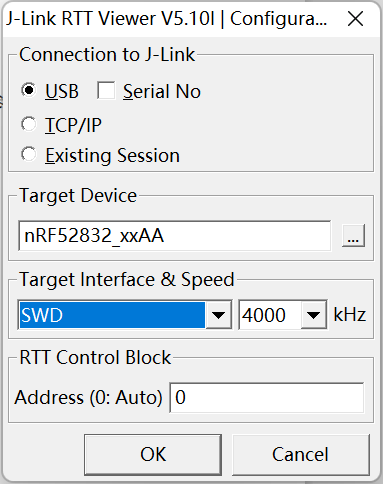 J-Link RTT Viewer V5.10l | Configura...
Connection to J-Link
USB
Serial No
TCP/IP
Existing Session
Target Device
nRF52832_xxAA
...
Target Interface & Speed
SWD
4000
kHz
RTT Control Block
Address (0: Auto)
0
OK
Cancel